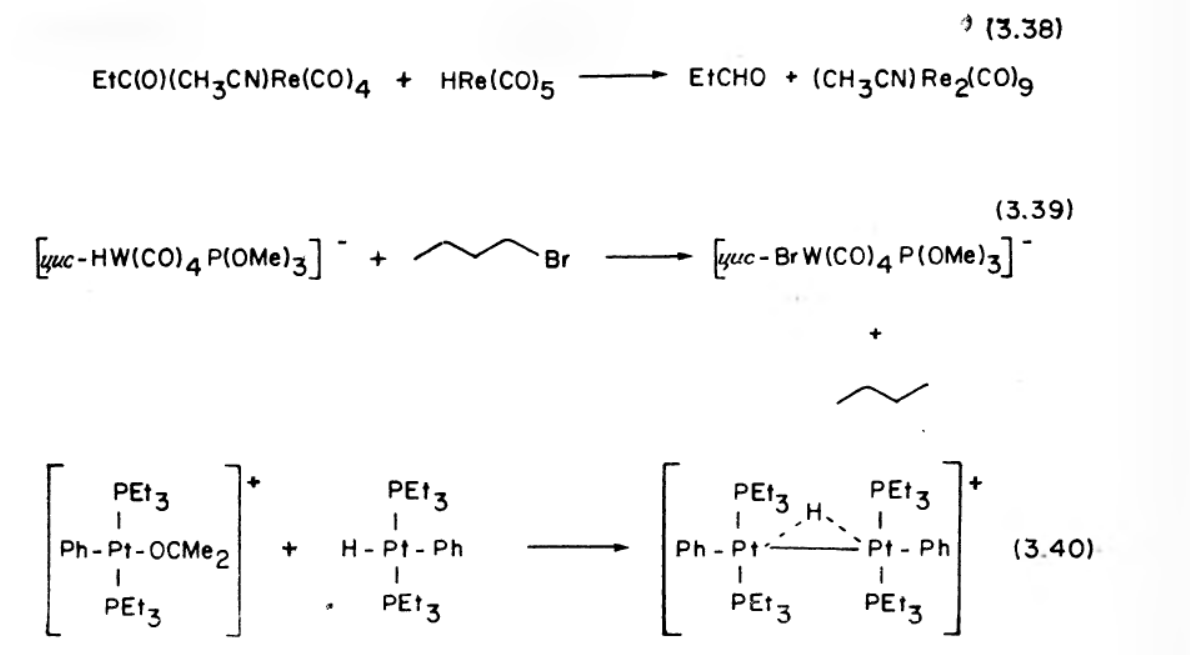 (3.38)
EtC(O)(CH3CN)Re(CO)4 + HRe(CO)5 → EtCHO + (CH3CN)Re2(CO)9
(3.39)
[цис-HW(CO)4P(OMe)3]- + Br → [цис-BrW(CO)4P(OMe)3]-
+
PEt3 + PEt3 PEt3 H PEt3 +
Ph-Pt-OCMe2 + H-Pt-Ph → Ph-Pt Pt-Ph (3.40)
PEt3 PEt3 PEt3 PEt3